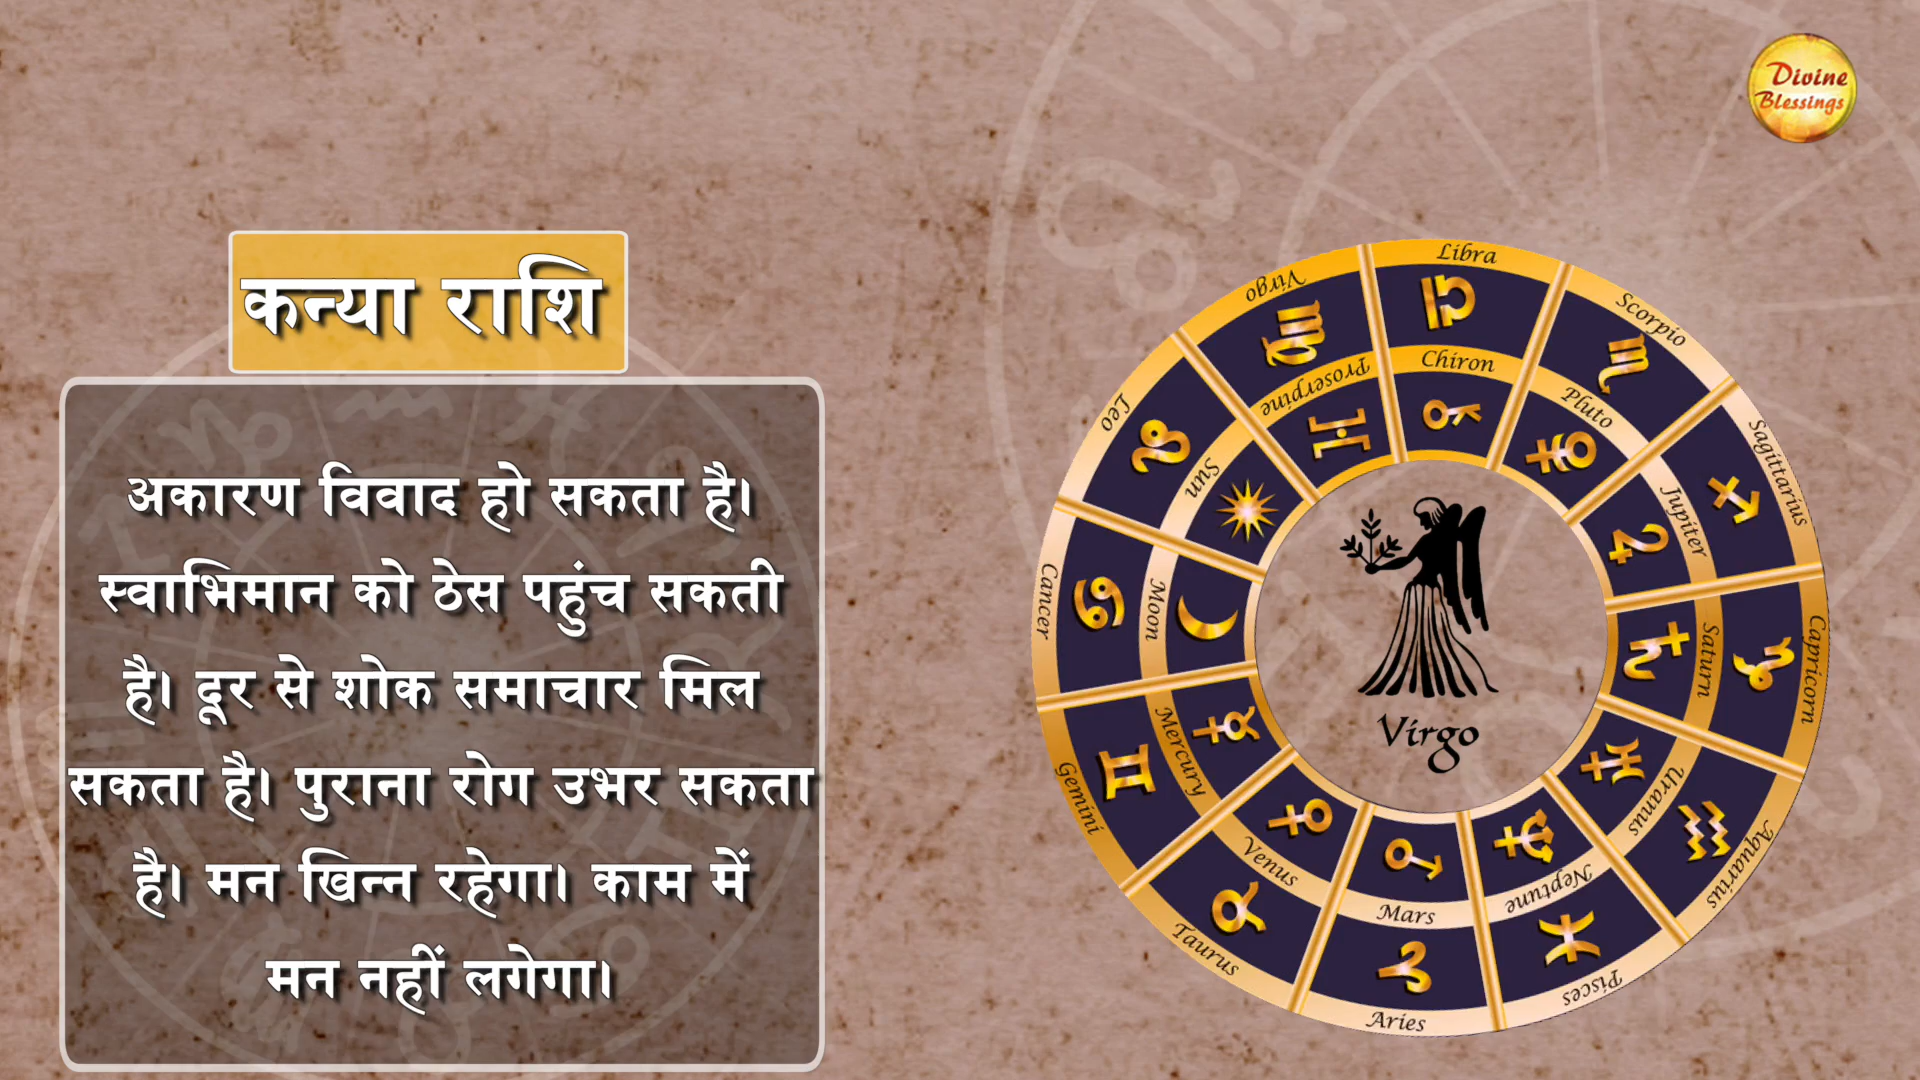 Divine
Blessings
कन्या राशि
अकारण विवाद हो सकता है।
स्वाभिमान को ठेस पहुंच सकती
है। दूर से शोक समाचार मिल
सकता है। पुराना रोग उभर सकता
है। मन खिन्न रहेगा। काम में
मन नहीं लगेगा।
Libra
Scorpio
Sagittarius
Capricorn
Aquarius
Pisces
Aries
Taurus
Gemini
Cancer
Leo
Virgo
Chiron
Pluto
Jupiter
Saturn
Uranus
Neptune
Mars
Venus
Mercury
Moon
Sun
Proserpine
Virgo